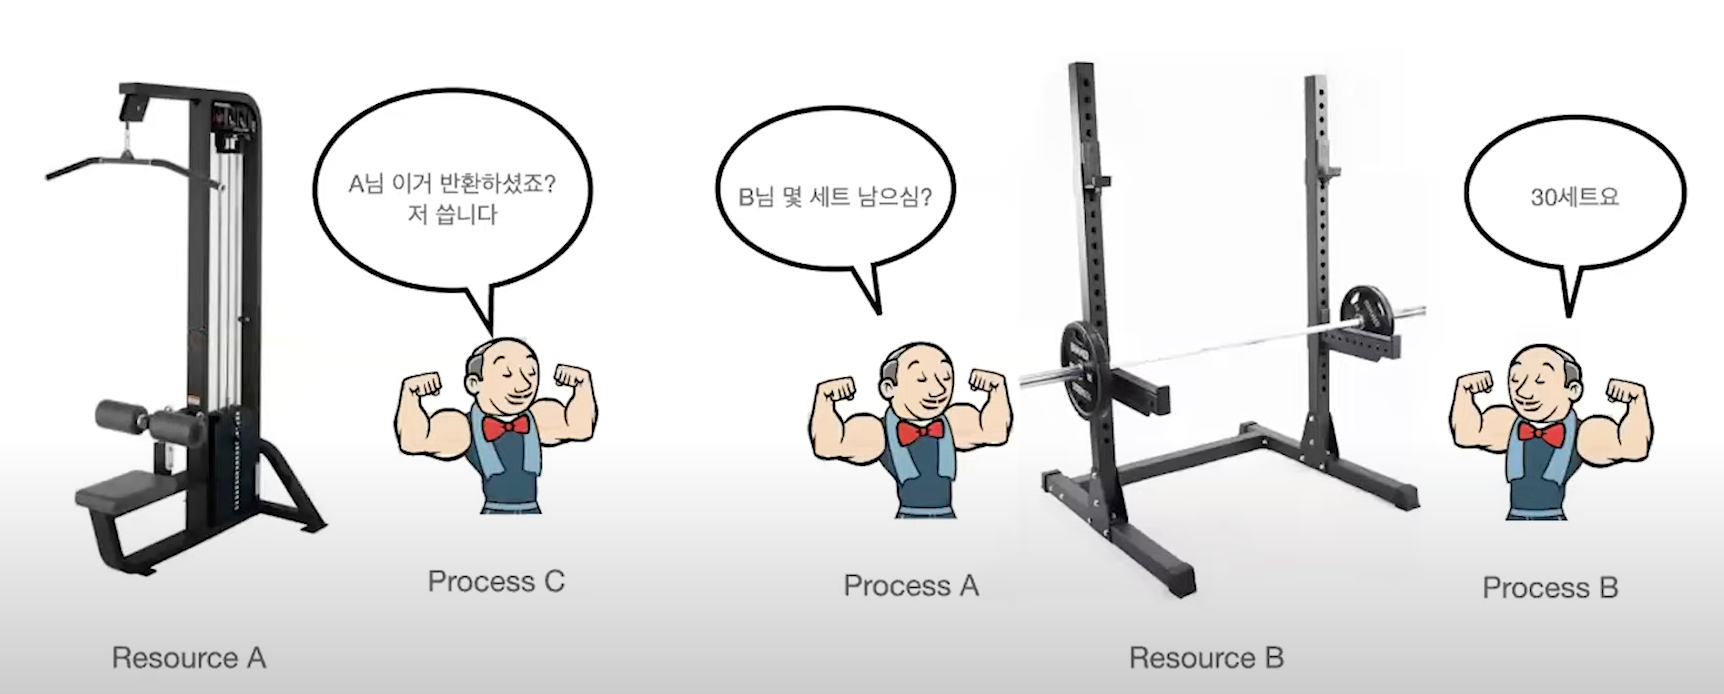 A님 이거 반환하셨죠?
저 씁니다
B님 몇 세트 남으심?
30세트요
Process C
Process A
Process B
Resource A
Resource B